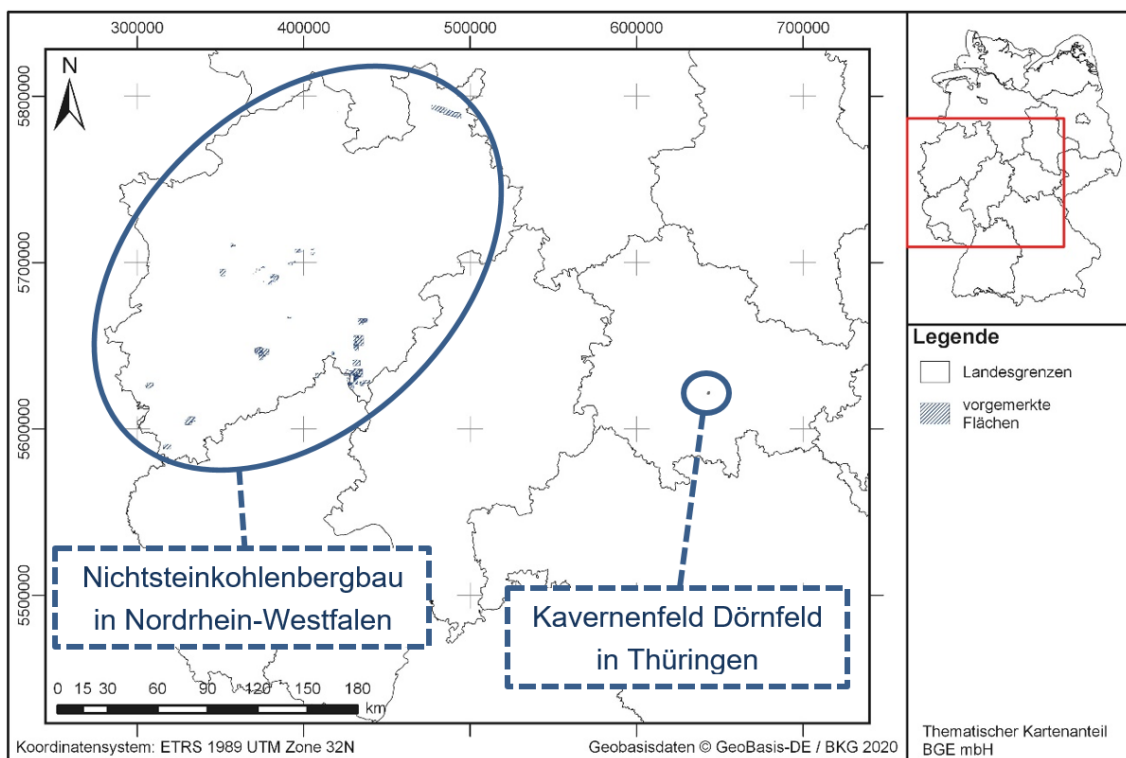 300000 400000 500000 600000 700000
N
5800000
5700000
5600000
5500000
Nichtsteinkohlenbergbau
in Nordrhein-Westfalen
Kavernenfeld Dörnfeld
in Thüringen
0 15 30 60 90 120 150 180
km
Koordinatensystem: ETRS 1989 UTM Zone 32N
Geobasisdaten © GeoBasis-DE / BKG 2020
Legende
Landesgrenzen
vorgemerkte
Flächen
Thematischer Kartenanteil
BGE mbH